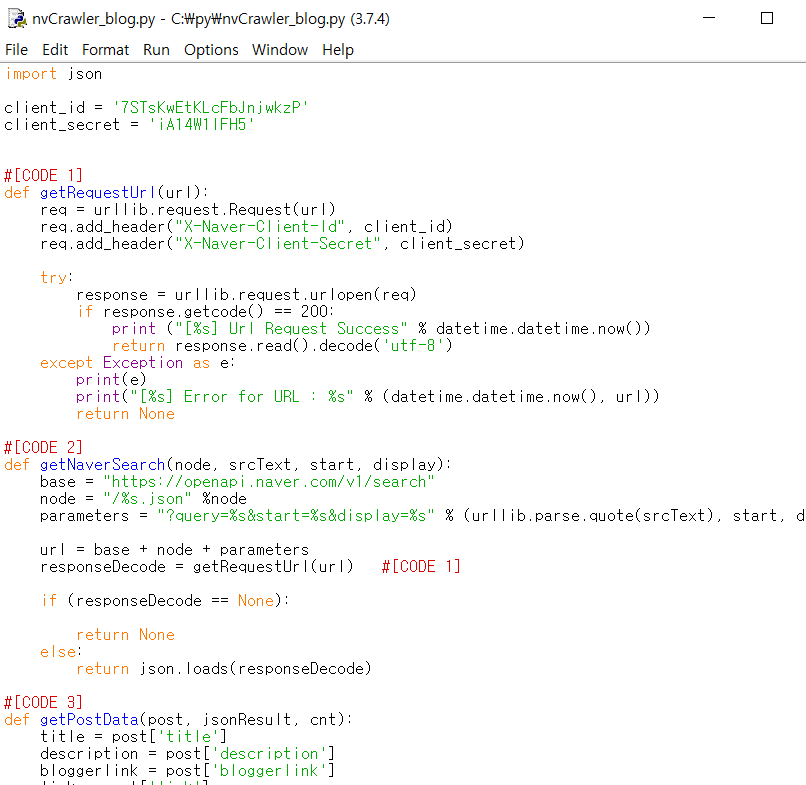 nvCrawler_blog.py - C:₩py₩nvCrawler_blog.py (3.7.4)
File Edit Format Run Options Window Help
import json
client_id = '7STsKwEtKLcFbJnjwkzP'
client_secret =
#[CODE 1]
def getRequestUrl(url):
req = urllib.request.Request(url)
req.add_header("X-Naver-Client-Id", client_id)
req.add_header("X-Naver-Client-Secret", client_secret)
try:
response = urllib.request.urlopen(req)
if response.getcode() == 200:
print ("[%s] Url Request Success" % datetime.datetime.now())
return response.read().decode('utf-8')
except Exception as e:
print(e)
print("[%s] Error for URL : %s" % (datetime.datetime.now(), url))
return None
#[CODE 2]
def getNaverSearch(node, srcText, start, display):
base = "https://openapi.naver.com/v1/search"
node = "/%s.json" %node
parameters = "?query=%s&start=%s&display=%s" % (urllib.parse.quote(srcText), start, d
url = base + node + parameters
responseDecode = getRequestUrl(url) #[CODE 1]
if (responseDecode == None):
return None
else:
return json.loads(responseDecode)
#[CODE 3]
def getPostData(post, jsonResult, cnt):
title = post['title']
description = post['description']
bloggerlink = post['bloggerlink']